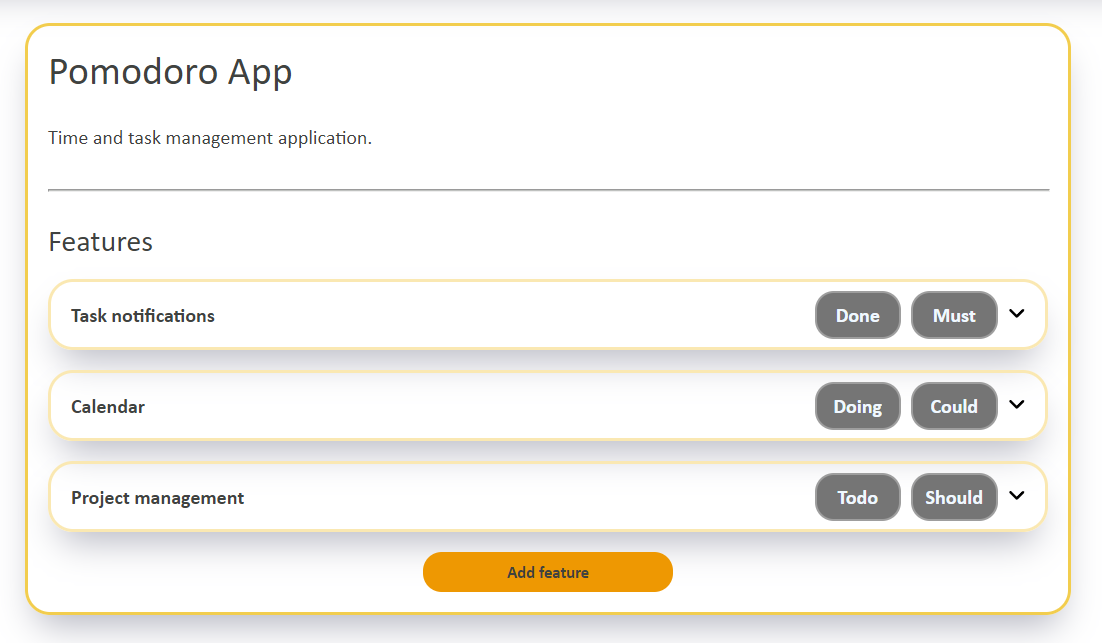 Pomodoro App
Time and task management application.
Features
Task notifications Done Must
Calendar Doing Could
Project management Todo Should
Add feature